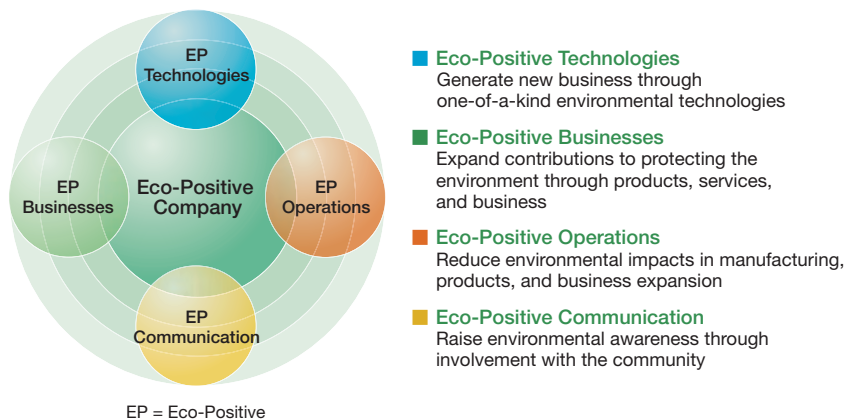 EP
Technologies
EP
Businesses
Eco-Positive
Company
EP
Operations
EP
Communication
EP = Eco-Positive
Eco-Positive Technologies
Generate new business through
one-of-a-kind environmental technologies
Eco-Positive Businesses
Expand contributions to protecting the
environment through products, services,
and business
Eco-Positive Operations
Reduce environmental impacts in manufacturing,
products, and business expansion
Eco-Positive Communication
Raise environmental awareness through
involvement with the community